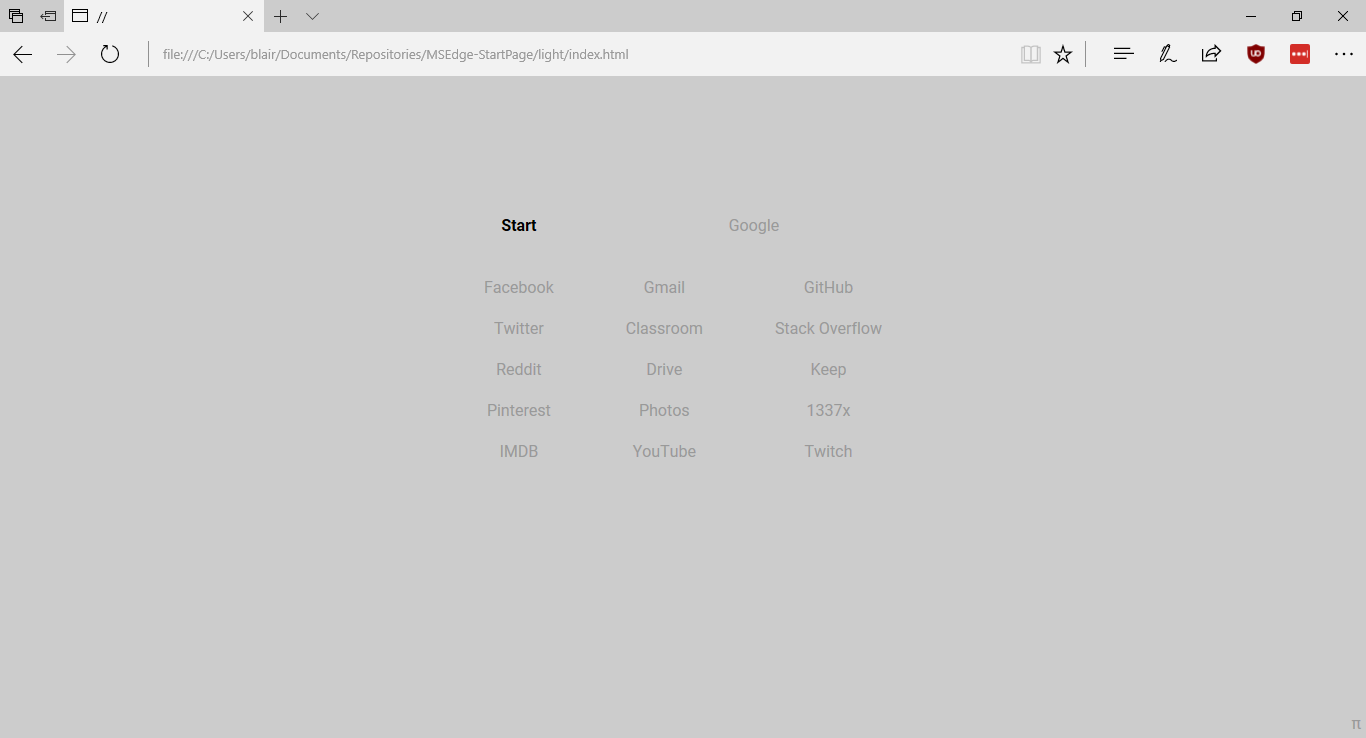 //
file:///C:/Users/blair/Documents/Repositories/MSEdge-StartPage/light/index.html
Start Google
Facebook Gmail GitHub
Twitter Classroom Stack Overflow
Reddit Drive Keep
Pinterest Photos 1337x
IMDB YouTube Twitch
π